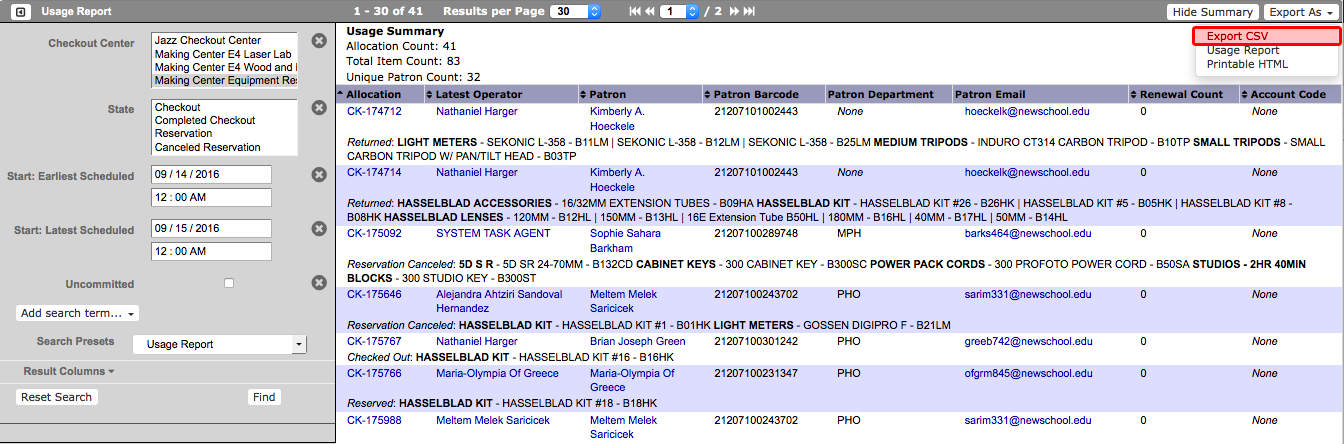 Usage Report
1 - 30 of 41 Results per Page 30 1 / 2 Hide Summary Export As
Export CSV
Usage Report
Printable HTML
Checkout Center
Jazz Checkout Center
Making Center E4 Laser Lab
Making Center E4 Wood and
Making Center Equipment Res
State
Checkout
Completed Checkout
Reservation
Canceled Reservation
Start: Earliest Scheduled
09 / 14 / 2016
12 : 00 AM
Start: Latest Scheduled
09 / 15 / 2016
12 : 00 AM
Uncommitted
Add search term...
Search Presets Usage Report
Result Columns
Reset Search Find
Usage Summary
Allocation Count: 41
Total Item Count: 83
Unique Patron Count: 32
Allocation Latest Operator Patron Patron Barcode Patron Department Patron Email Renewal Count Account Code
CK-174712 Nathaniel Harger Kimberly A. 21207101002443 None hoeckelk@newschool.edu 0 None
Hoeckele
Returned: LIGHT METERS - SEKONIC L-358 - B11LM | SEKONIC L-358 - B12LM | SEKONIC L-358 - B25LM MEDIUM TRIPODS - INDURO CT314 CARBON TRIPOD - B10TP SMALL TRIPODS - SMALL
CARBON TRIPOD W/ PAN/TILT HEAD - B03TP
CK-174714 Nathaniel Harger Kimberly A. 21207101002443 None hoeckelk@newschool.edu 0 None
Hoeckele
Returned: HASSELBLAD ACCESSORIES - 16/32MM EXTENSION TUBES - B09HA HASSELBLAD KIT - HASSELBLAD KIT #26 - B26HK | HASSELBLAD KIT #5 - B05HK | HASSELBLAD KIT #8 -
B08HK HASSELBLAD LENSES - 120MM - B12HL | 150MM - B13HL | 16E Extension Tube B50HL | 180MM - B16HL | 40MM - B17HL | 50MM - B14HL
CK-175092 SYSTEM TASK AGENT Sophie Sahara 21207100289748 MPH barks464@newschool.edu 0 None
Barkham
Reservation Canceled: 5D S R - 5D SR 24-70MM - B132CD CABINET KEYS - 300 CABINET KEY - B300SC POWER PACK CORDS - 300 PROFOTO POWER CORD - B50SA STUDIOS - 2HR 40MIN
BLOCKS - 300 STUDIO KEY - B300ST
CK-175646 Alejandra Ahtziri Sandoval Meltem Melek 21207100243702 PHO sarim331@newschool.edu 0 None
Hernandez Saricicek
Reservation Canceled: HASSELBLAD KIT - HASSELBLAD KIT #1 - B01HK LIGHT METERS - GOSSEN DIGIPRO F - B21LM
CK-175767 Nathaniel Harger Brian Joseph Green 21207100301242 PHO greeb742@newschool.edu 0 None
Checked Out: HASSELBLAD KIT - HASSELBLAD KIT #16 - B16HK
CK-175766 Maria-Olympia Of Greece Maria-Olympia Of 21207100231347 PHO ofgrm845@newschool.edu 0 None
Greece
Reserved: HASSELBLAD KIT - HASSELBLAD KIT #18 - B18HK
CK-175988 Meltem Melek Saricicek Meltem Melek 21207100243702 PHO sarim331@newschool.edu 0 None
Saricicek